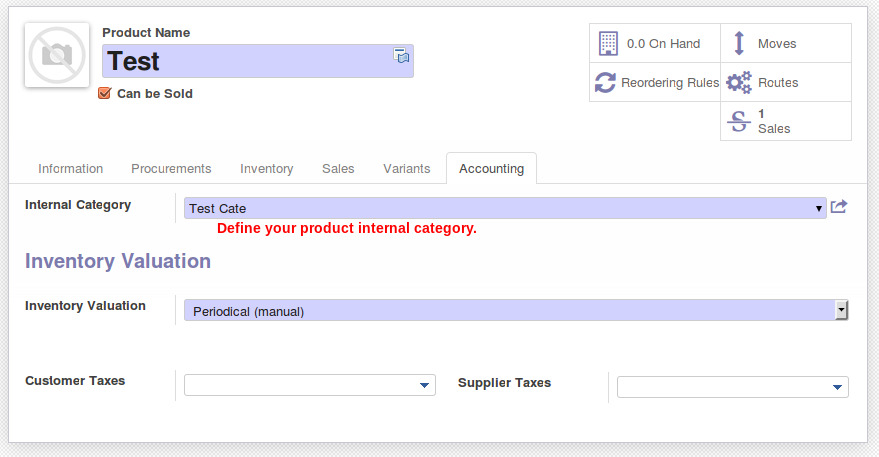 Product Name
Test
Can be Sold
0.0 On Hand
Moves
Reordering Rules
Routes
1
Sales
Information
Procurements
Inventory
Sales
Variants
Accounting
Internal Category
Test Cate
Define your product internal category.
Inventory Valuation
Inventory Valuation
Periodical (manual)
Customer Taxes
Supplier Taxes